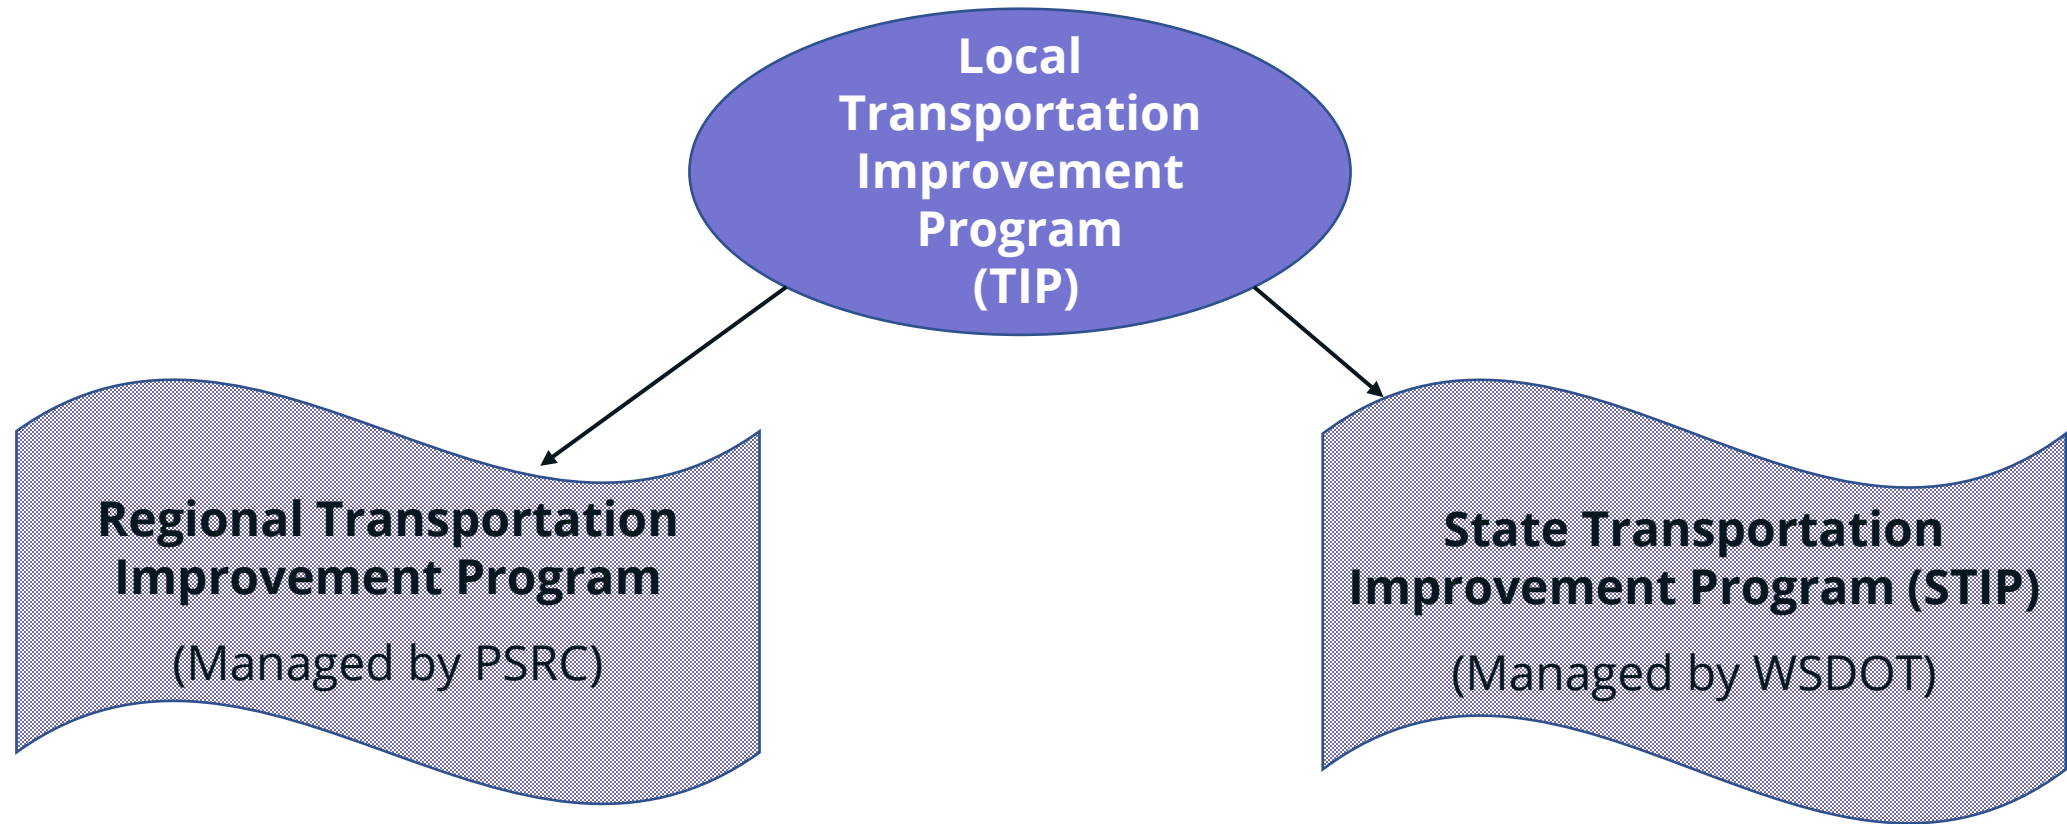 Local
Transportation
Improvement
Program
(TIP)
Regional Transportation
Improvement Program
(Managed by PSRC)
State Transportation
Improvement Program (STIP)
(Managed by WSDOT)